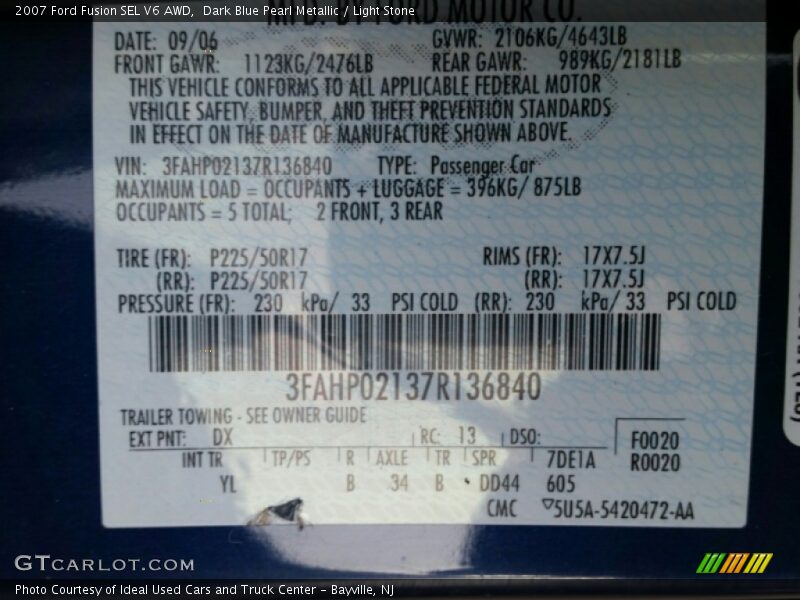 2007 Ford Fusion SEL V6 AWD,  Dark Blue Pearl Metallic / Light Stone
MFD. BY FORD MOTOR CO.
DATE: 09/06 GVWR: 2106KG/4643LB
FRONT GAWR: 1123KG/2476LB REAR GAWR: 989KG/2181LB
THIS VEHICLE CONFORMS TO ALL APPLICABLE FEDERAL MOTOR
VEHICLE SAFETY, BUMPER, AND THEFT PREVENTION STANDARDS
IN EFFECT ON THE DATE OF MANUFACTURE SHOWN ABOVE.
VIN: 3FAHP02137R136840 TYPE: Passenger Car
MAXIMUM LOAD = OCCUPANTS + LUGGAGE = 396KG/ 875LB
OCCUPANTS = 5 TOTAL; 2 FRONT, 3 REAR
TIRE (FR): P225/50R17 RIMS (FR): 17X7.5J
(RR): P225/50R17 (RR): 17X7.5J
PRESSURE (FR): 230 kPa/ 33 PSI COLD (RR): 230 kPa/ 33 PSI COLD
3FAHP02137R136840
TRAILER TOWING - SEE OWNER GUIDE
EXT PNT: DX RC: 13 DSO: F0020
INT TR TP/PS R AXLE TR SPR 7DE1A R0020
YL B 34 B DD44 605
CMC 5U5A-5420472-AA
GTCARLOT.COM
Photo Courtesy of Ideal Used Cars and Truck Center - Bayville, NJ